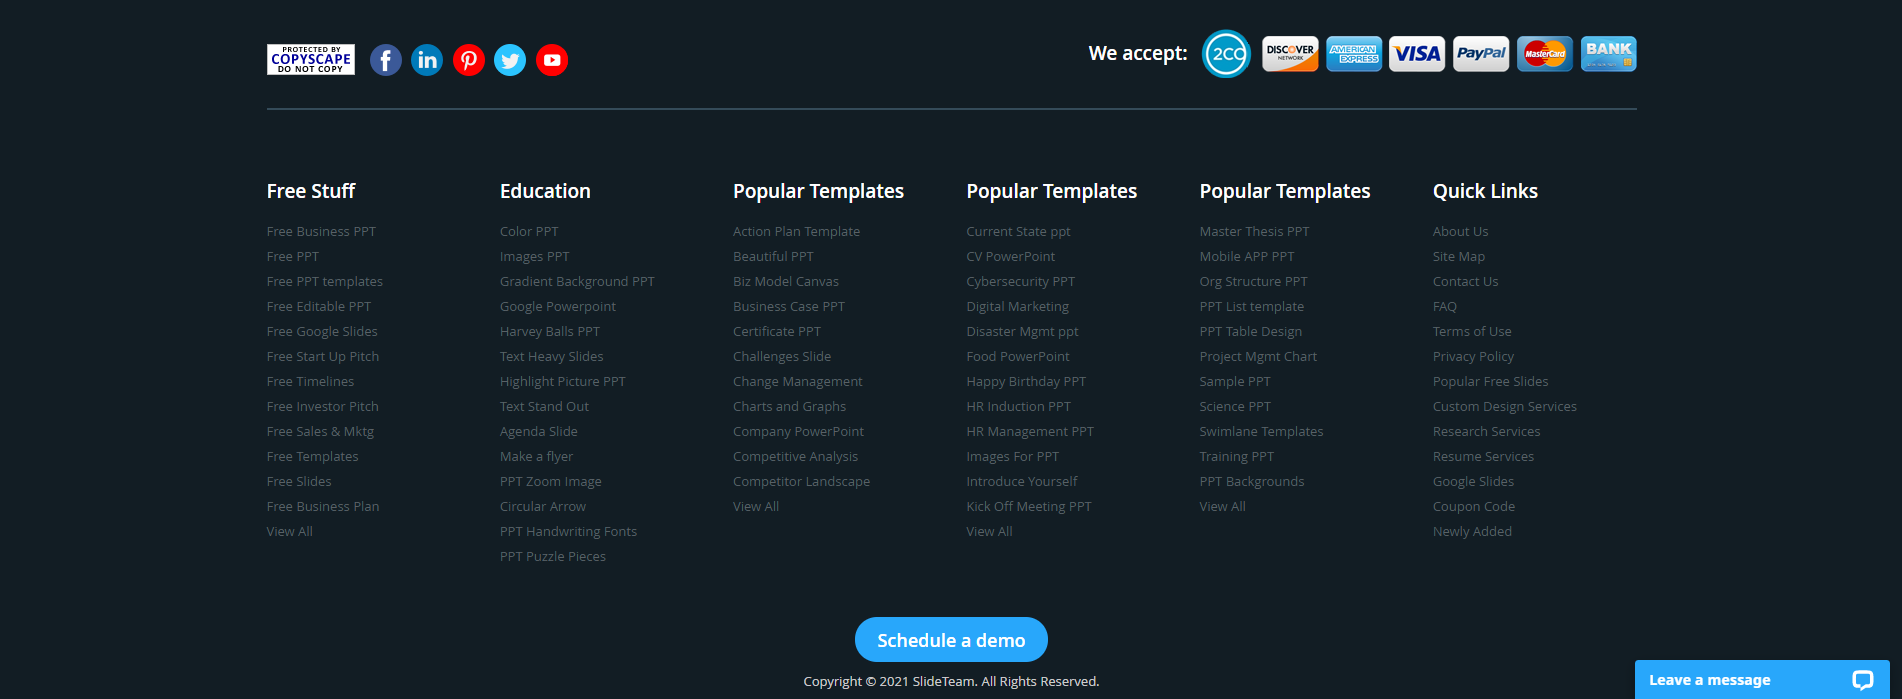 PROTECTED BY
COPYSCAPE
DO NOT COPY
f
in
We accept:
2CO
DISCOVER
NETWORK
AMERICAN
EXPRESS
VISA
PayPal
MasterCard
BANK
Free Stuff
Free Business PPT
Free PPT
Free PPT templates
Free Editable PPT
Free Google Slides
Free Start Up Pitch
Free Timelines
Free Investor Pitch
Free Sales & Mktg
Free Templates
Free Slides
Free Business Plan
View All
Education
Color PPT
Images PPT
Gradient Background PPT
Google Powerpoint
Harvey Balls PPT
Text Heavy Slides
Highlight Picture PPT
Text Stand Out
Agenda Slide
Make a flyer
PPT Zoom Image
Circular Arrow
PPT Handwriting Fonts
PPT Puzzle Pieces
Popular Templates
Action Plan Template
Beautiful PPT
Biz Model Canvas
Business Case PPT
Certificate PPT
Challenges Slide
Change Management
Charts and Graphs
Company PowerPoint
Competitive Analysis
Competitor Landscape
View All
Popular Templates
Current State ppt
CV PowerPoint
Cybersecurity PPT
Digital Marketing
Disaster Mgmt ppt
Food PowerPoint
Happy Birthday PPT
HR Induction PPT
HR Management PPT
Images For PPT
Introduce Yourself
Kick Off Meeting PPT
View All
Popular Templates
Master Thesis PPT
Mobile APP PPT
Org Structure PPT
PPT List template
PPT Table Design
Project Mgmt Chart
Sample PPT
Science PPT
Swimlane Templates
Training PPT
PPT Backgrounds
View All
Quick Links
About Us
Site Map
Contact Us
FAQ
Terms of Use
Privacy Policy
Popular Free Slides
Custom Design Services
Research Services
Resume Services
Google Slides
Coupon Code
Newly Added
Schedule a demo
Copyright © 2021 SlideTeam. All Rights Reserved.
Leave a message